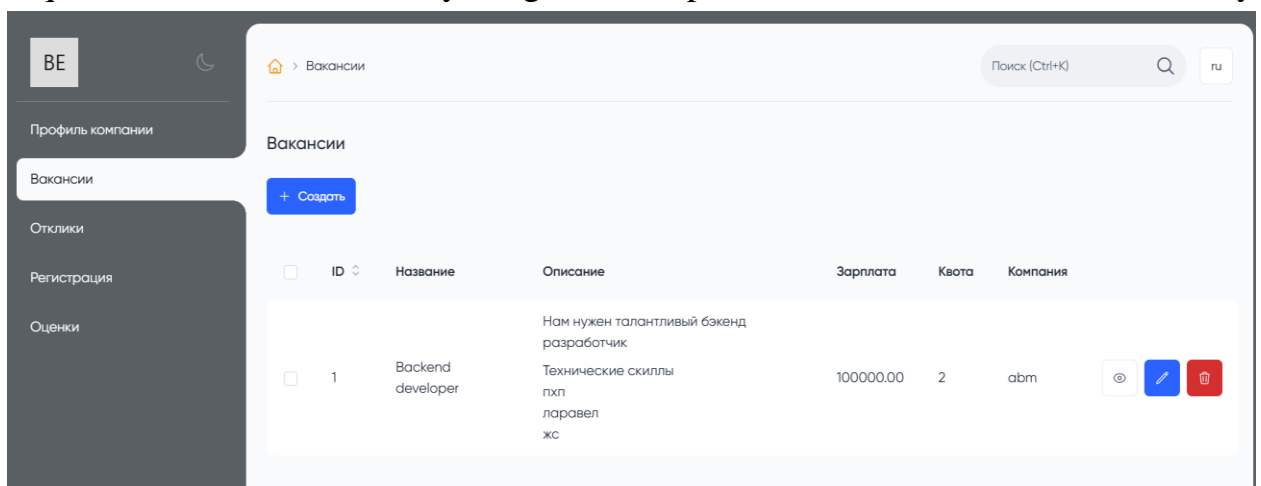 BE
Профиль компании
Вакансии
Отклики
Регистрация
Оценки
> Вакансии
Поиск (Ctrl+K)
ru
Вакансии
+ Создать
ID Название Описание Зарплата Квота Компания
Нам нужен талантливый бэкенд
разработчик
Backend
developer
Технические скиллы
пхп
ларавел
жс
1
100000.00
2
abm